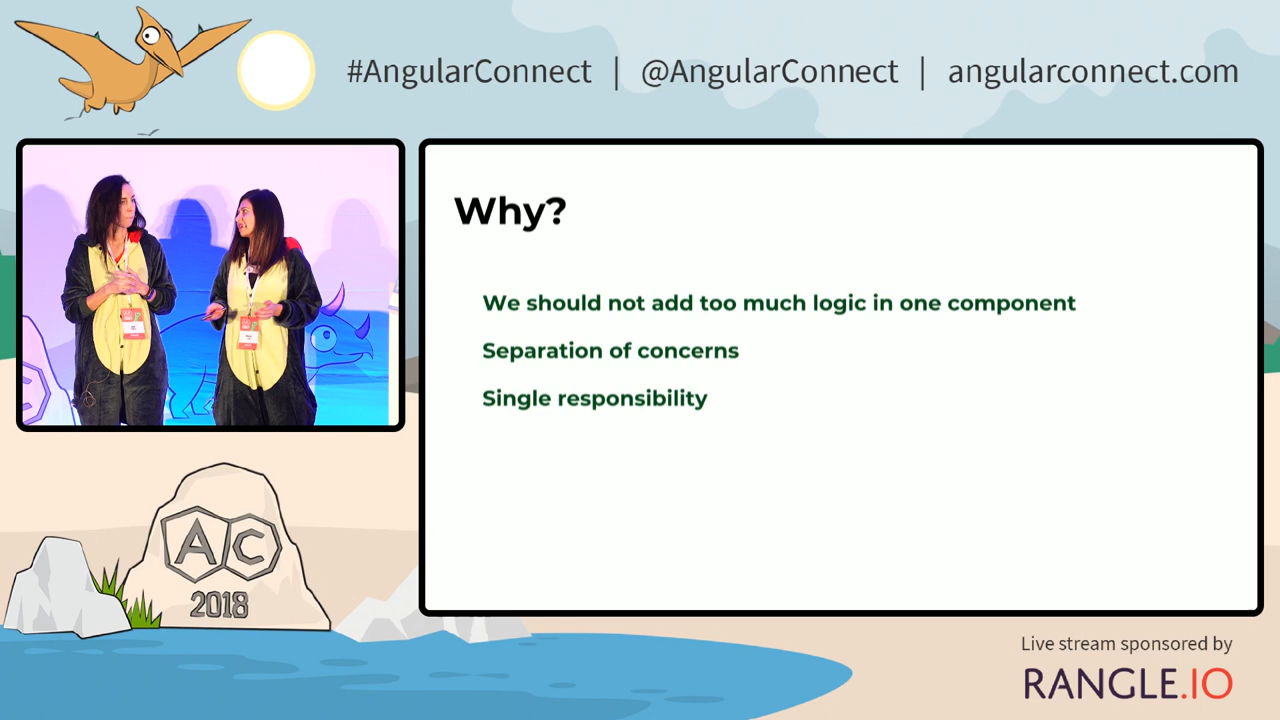 #AngularConnect | @AngularConnect | angularconnect.com
Why?
We should not add too much logic in one component
Separation of concerns
Single responsibility
AC
2018
Live stream sponsored by
RANGLE.IO